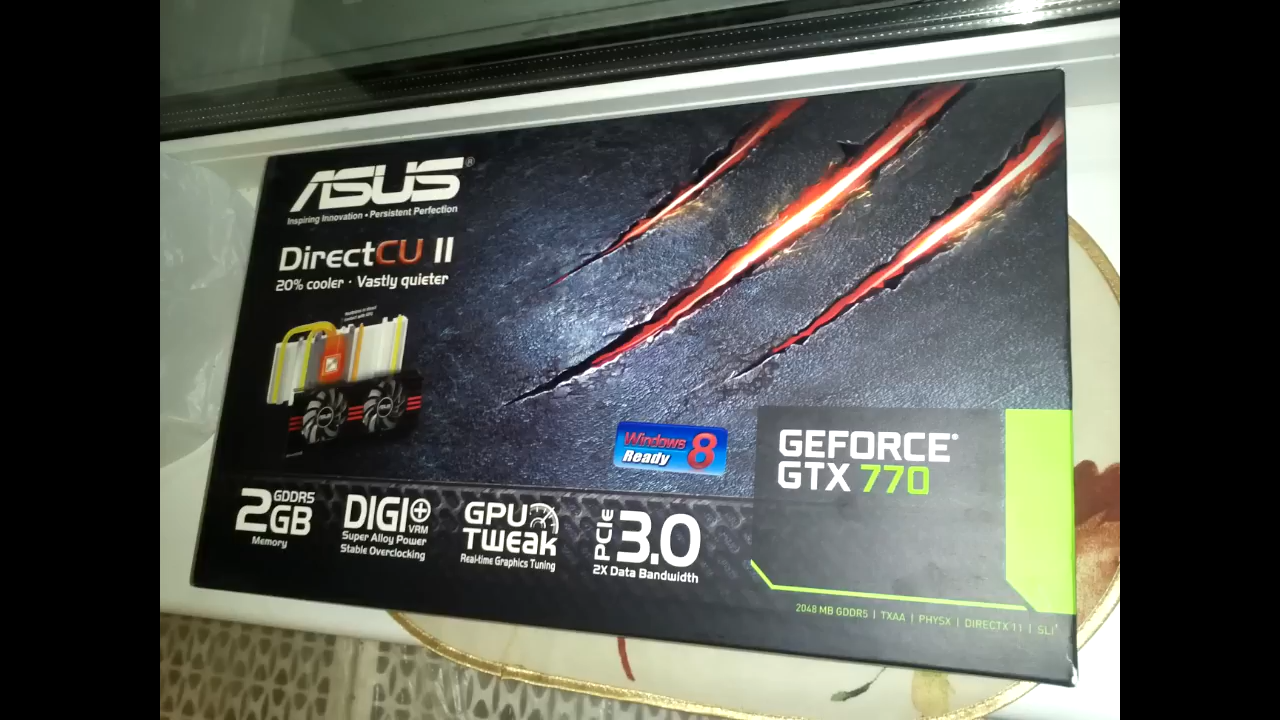 ASUS®
Inspiring Innovation • Persistent Perfection
DirectCU II
20% cooler · Vastly quieter
Windows 8
Ready
GEFORCE®
GTX 770
2GB
GDDR5
Memory
DIGI+
VRM
Super Alloy Power
Stable Overclocking
GPU
TWEAK
Real-time Graphics Tuning
PCIe 3.0
2X Data Bandwidth
2048 MB GDDR5 | TXAA | PHYSX | DIRECTX 11 | SLI